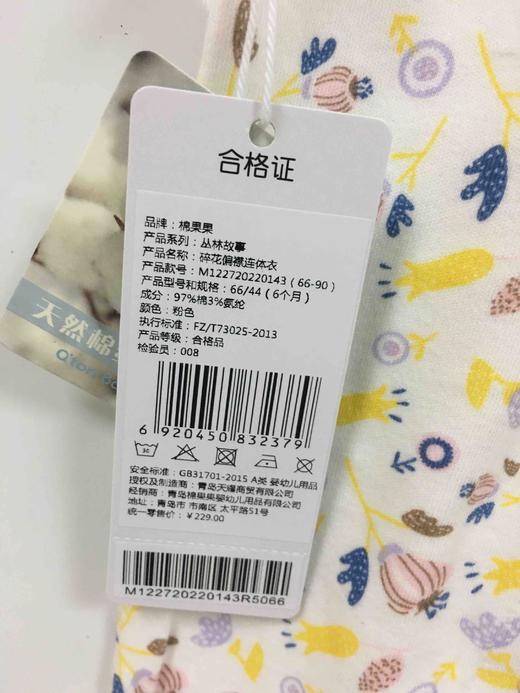 合格证
品牌：棉果果
产品系列：丛林故事
产品名称：碎花偏襟连体衣
产品款号：M122720220143（66-90）
产品型号和规格：66/44（6个月）
成分：97%棉3%氨纶
颜色：粉色
执行标准：FZ/T73025-2013
产品等级：合格品
检验员：008
6 920450 832379
安全标准：GB31701-2015 A类 婴幼儿用品
授权及制造商：青岛天缘商贸有限公司
经销商：青岛棉果果婴幼儿用品有限公司
地址：青岛市 市南区 太平路51号
统一零售价：￥229.00
M122720220143R5066
天然棉
Q'ton